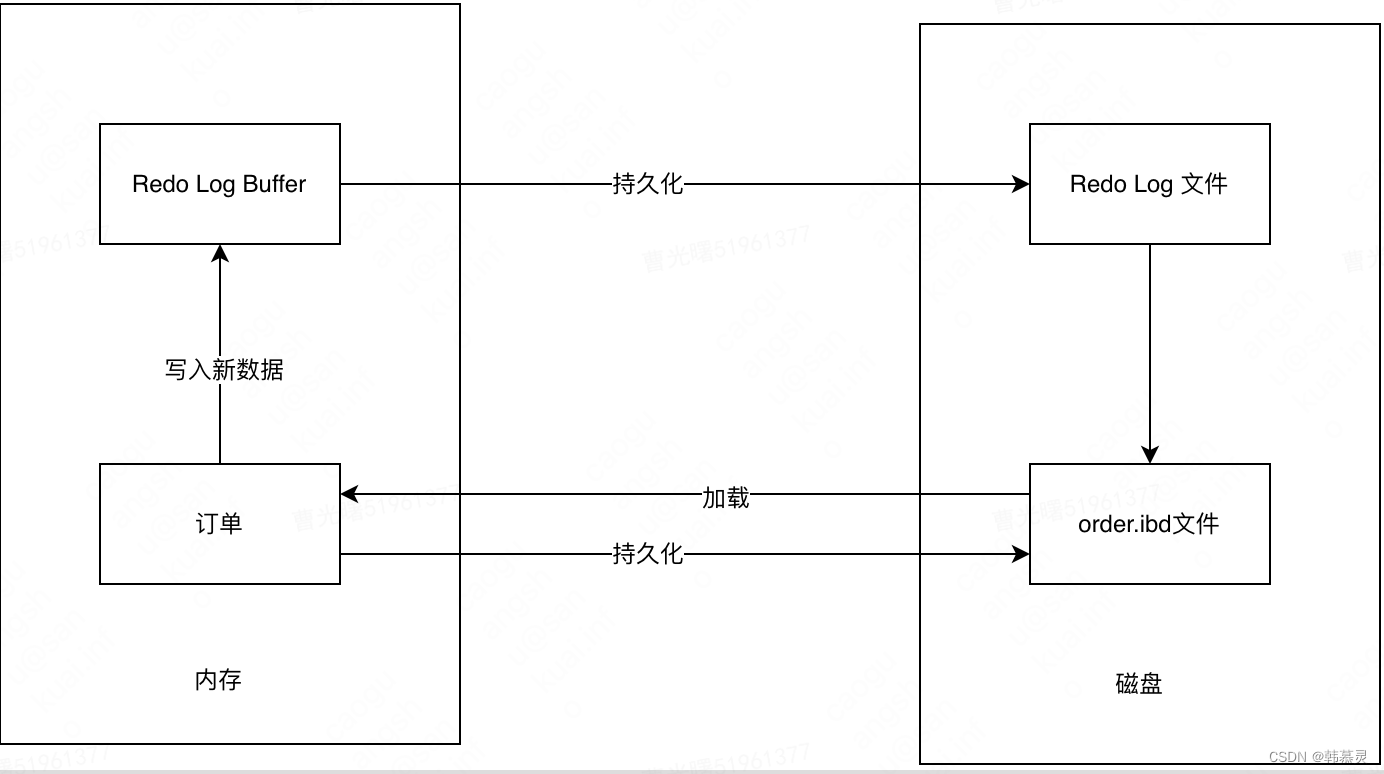 Redo Log Buffer
持久化
Redo Log 文件
曹光曙51961377
写入新数据
加载
订单
order.ibd文件
持久化
内存
磁盘
CSDN @韩慕灵